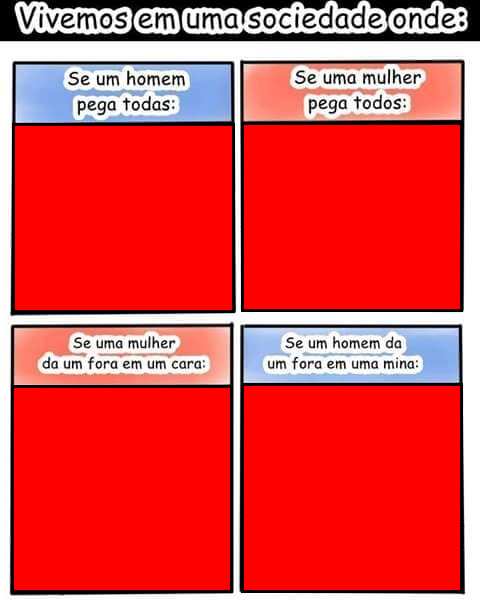 Vivemos em uma sociedade onde:
Se um homem
pega todas:
Se uma mulher
pega todos:
Se uma mulher
da um fora em um cara:
Se um homem da
um fora em uma mina: